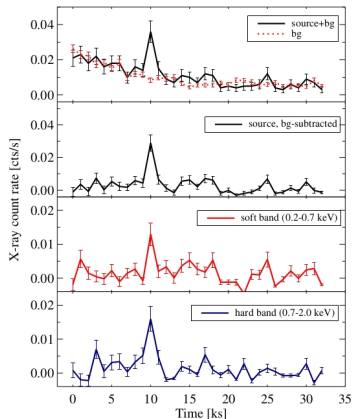 0.04
source+bg
bg
0.02
0.00
0.04
source, bg-subtracted
0.02
0.00
X-ray count rate [cts/s]
0.02
soft band (0.2-0.7 keV)
0.01
0.00
0.02
hard band (0.7-2.0 keV)
0.01
0.00
0 5 10 15 20 25 30 35
Time [ks]